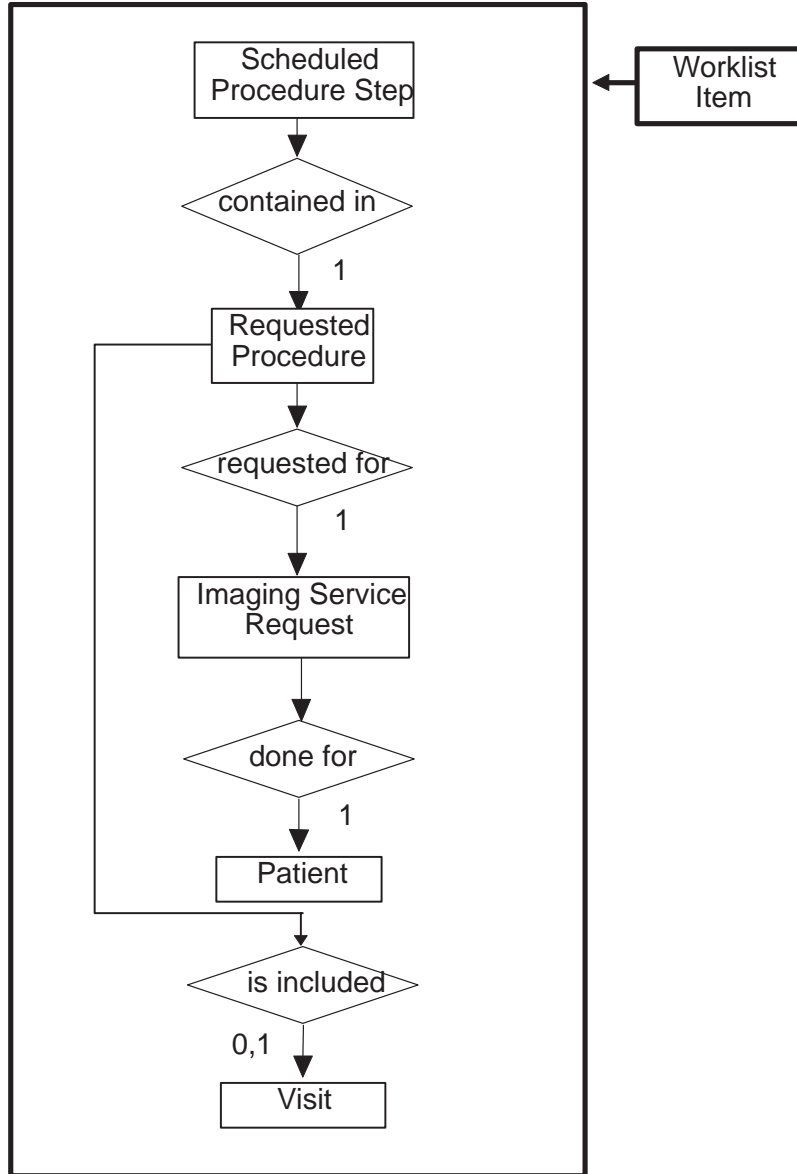 Scheduled
Procedure Step
Worklist
Item
contained in
1
Requested
Procedure
requested for
1
Imaging Service
Request
done for
1
Patient
is included
0,1
Visit